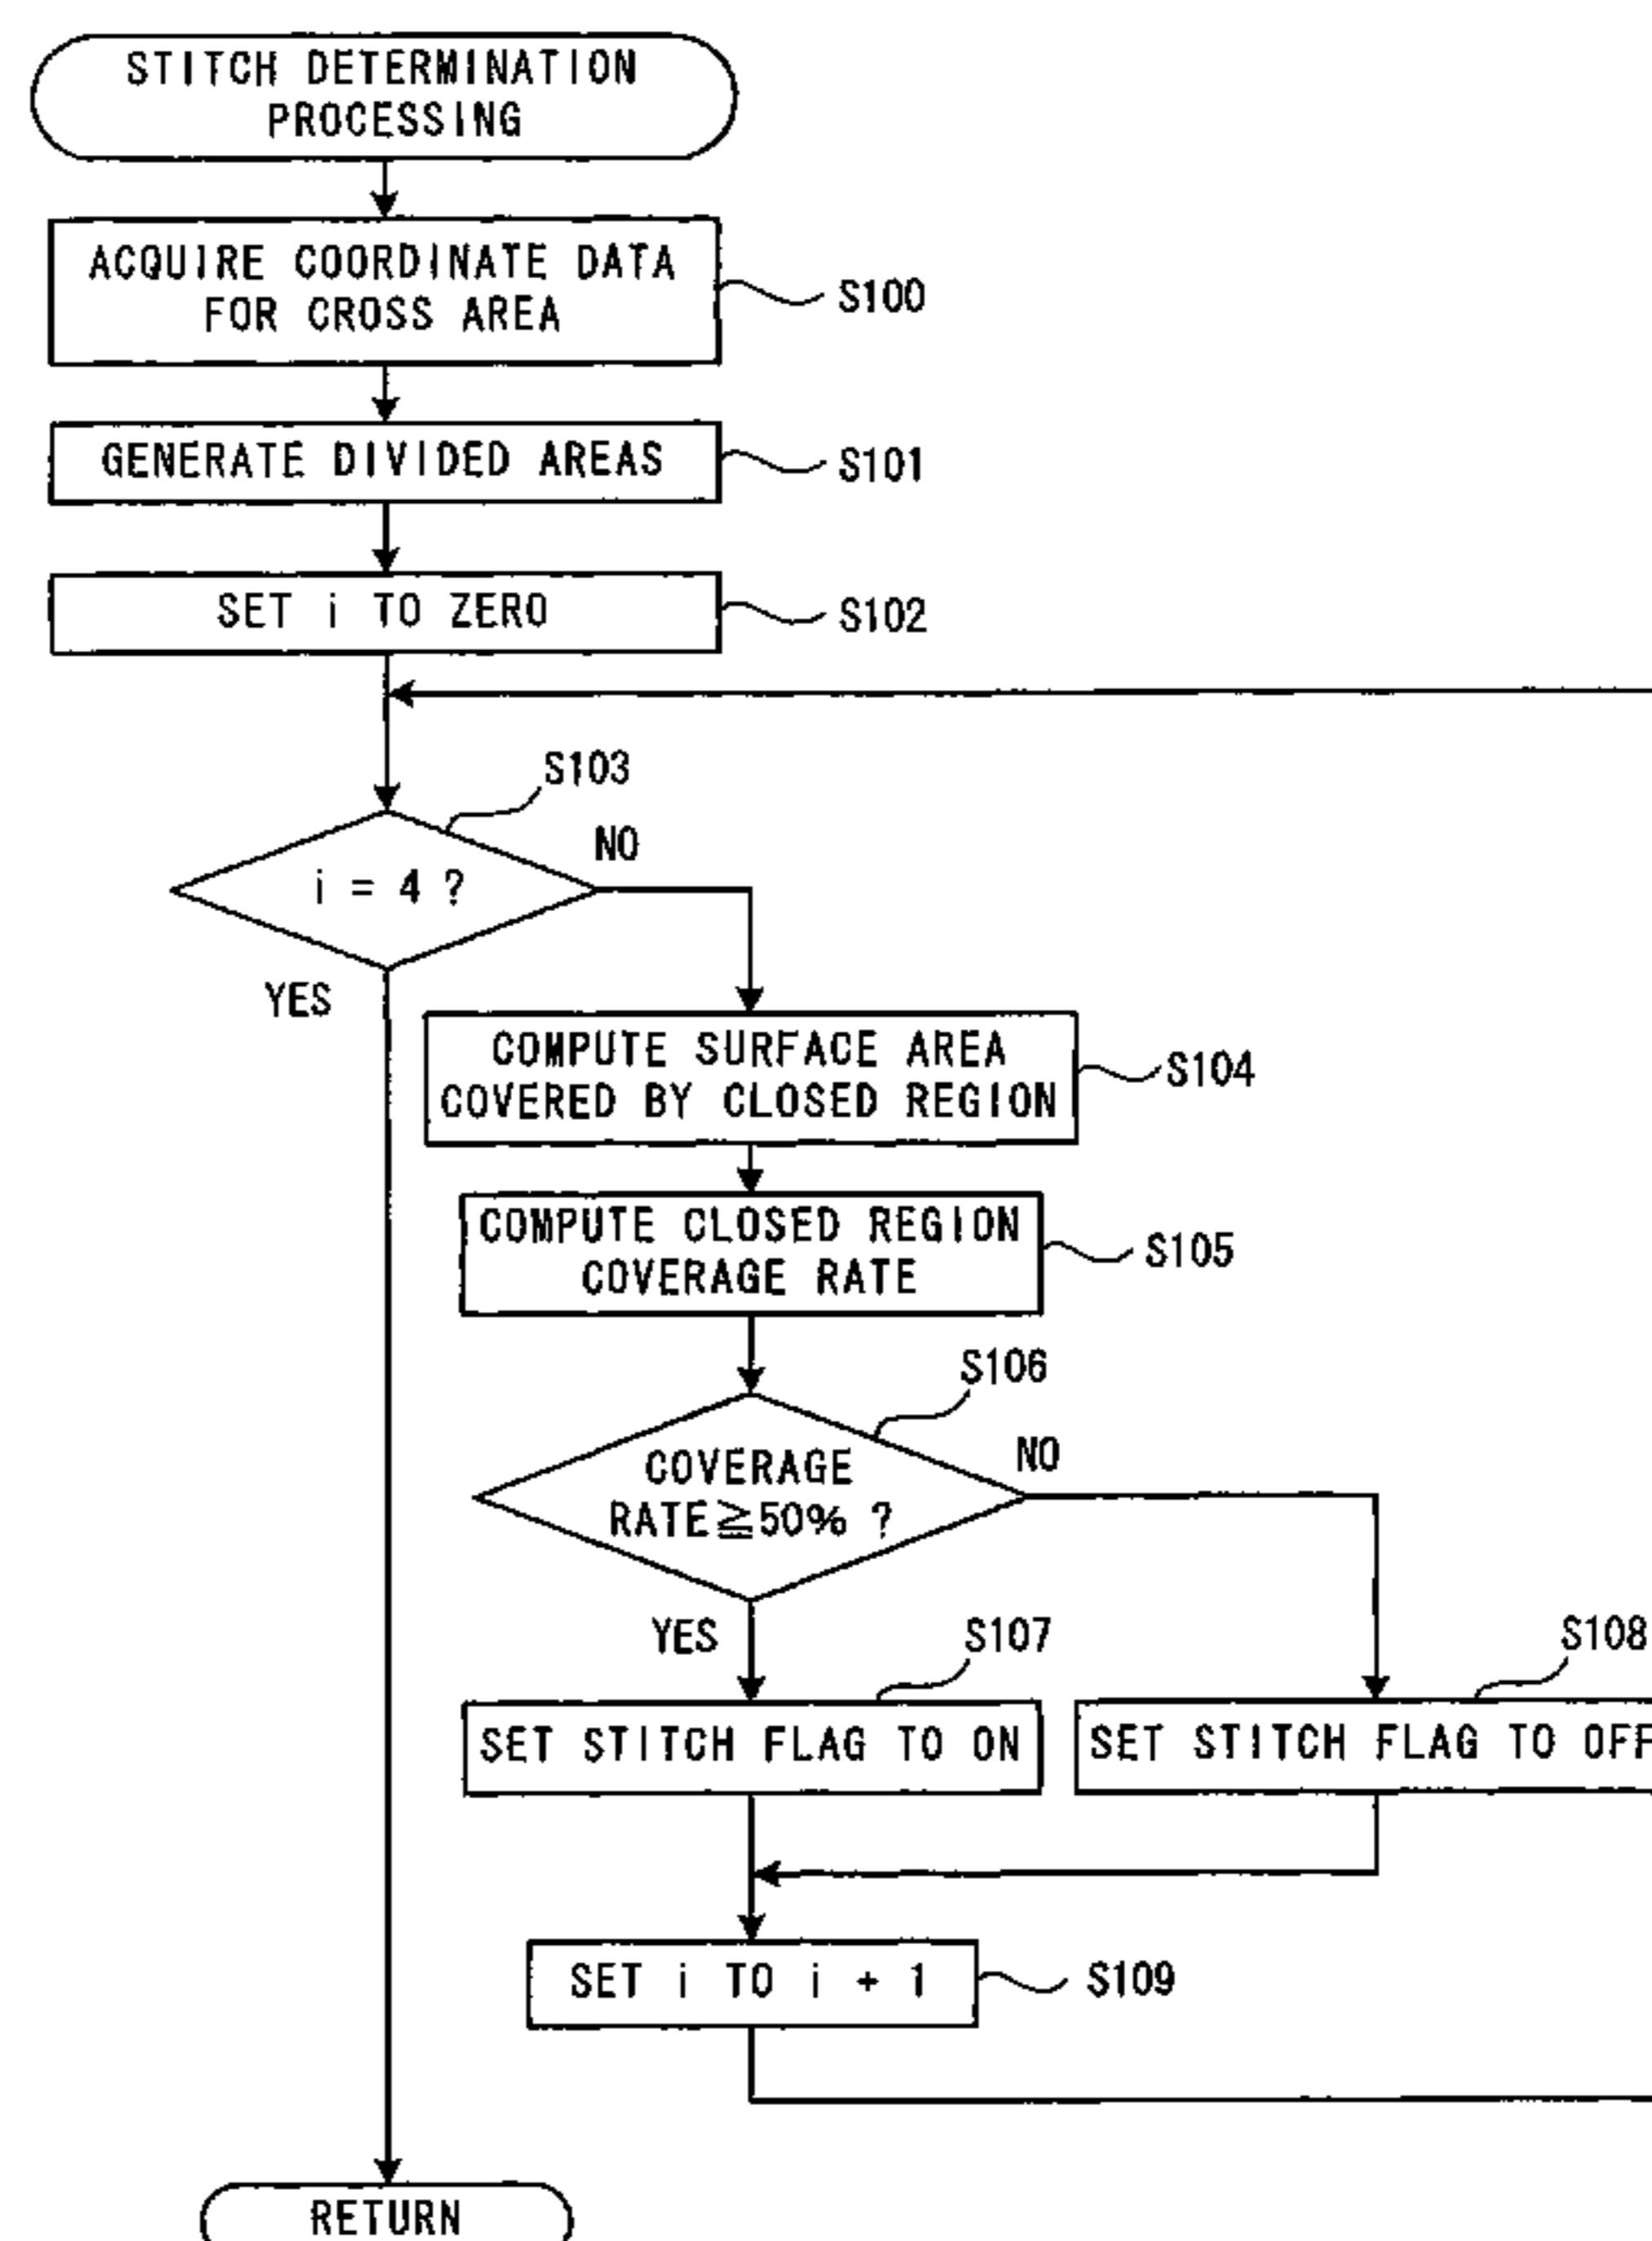 STITCH DETERMINATION
PROCESSING
ACQUIRE COORDINATE DATA
FOR CROSS AREA
S100
GENERATE DIVIDED AREAS
S101
SET i TO ZERO
S102
S103
i = 4 ?
NO
YES
COMPUTE SURFACE AREA
COVERED BY CLOSED REGION
S104
COMPUTE CLOSED REGION
COVERAGE RATE
S105
S106
COVERAGE
RATE≧50% ?
NO
YES
S107
S108
SET STITCH FLAG TO ON
SET STITCH FLAG TO OFF
SET i TO i + 1
S109
RETURN